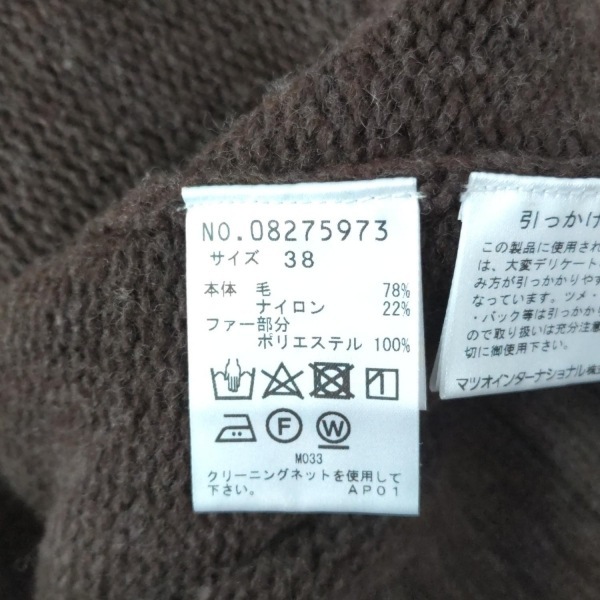 NO.08275973
サイズ 38
本体 毛 78%
ナイロン 22%
ファー部分
ポリエステル 100%
F W
M033
クリーニングネットを使用して
下さい。 AP01
引っかけ
この製品に使用され
は、大変デリケート
み方が引っかかりやす
なっています。ツメ・
・バック等は引っかかり
ので取り扱いは充分注意
切に御使用下さい。
マツオインターナショナル株式